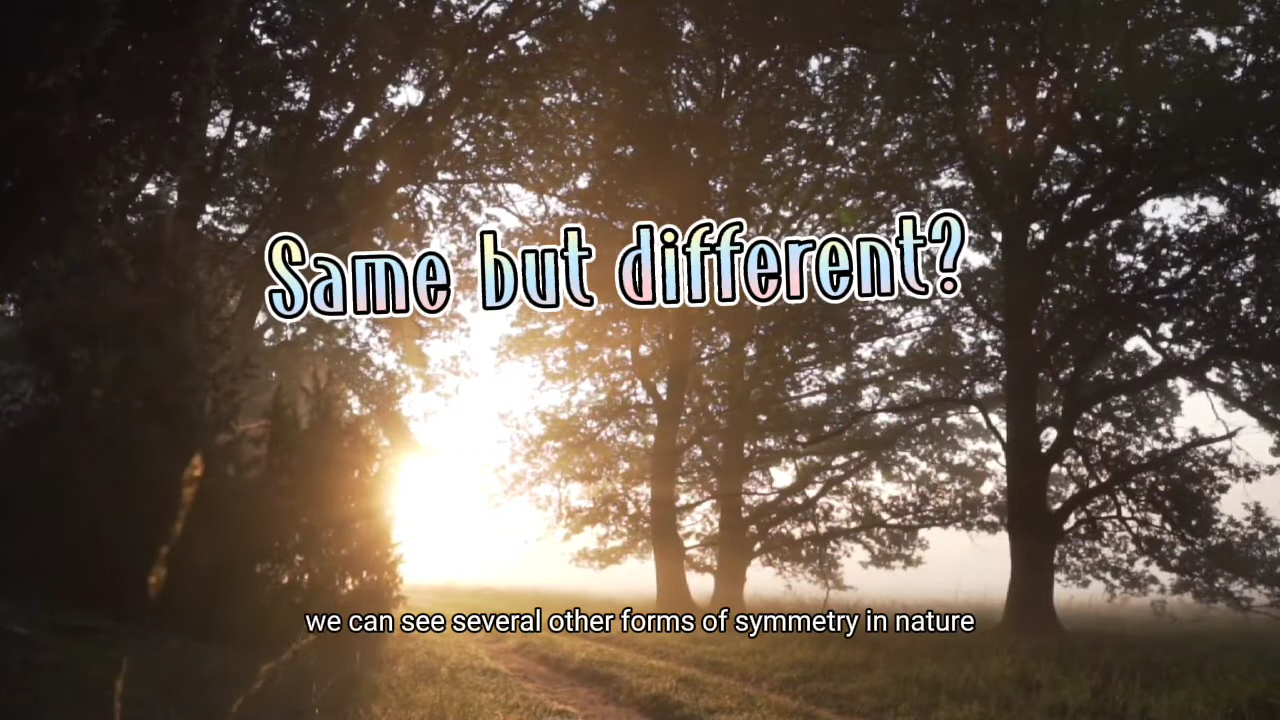 Same but different?
we can see several other forms of symmetry in nature